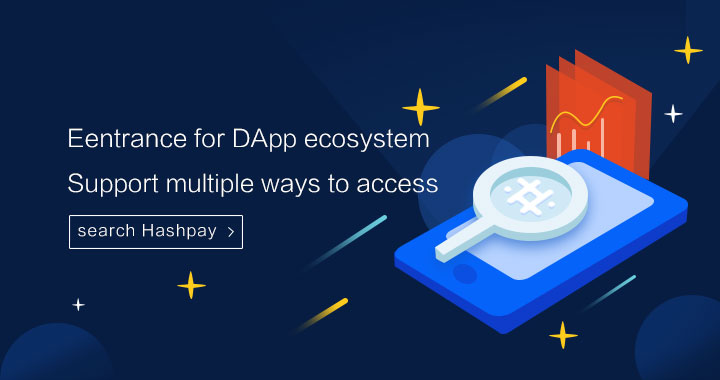 Eentrance for DApp ecosystem
Support multiple ways to access
search Hashpay >